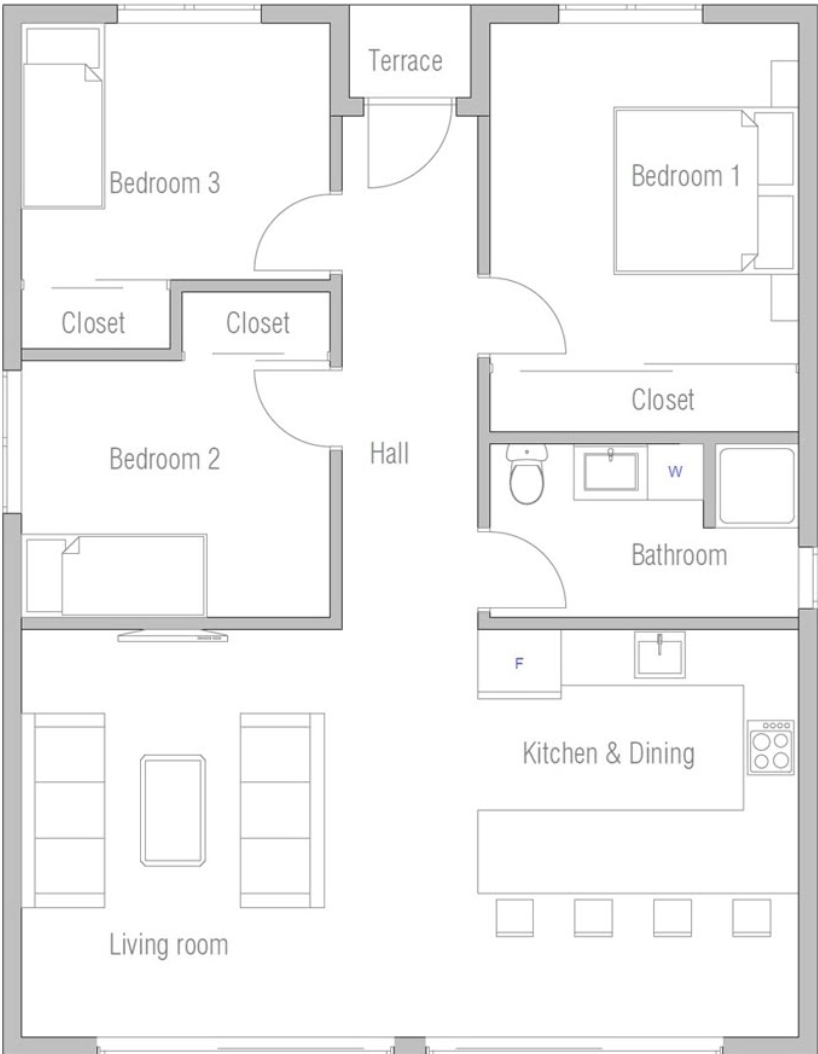 Terrace
Bedroom 3
Bedroom 1
Closet
Closet
Closet
Bedroom 2
Hall
W
Bathroom
F
Kitchen & Dining
Living room